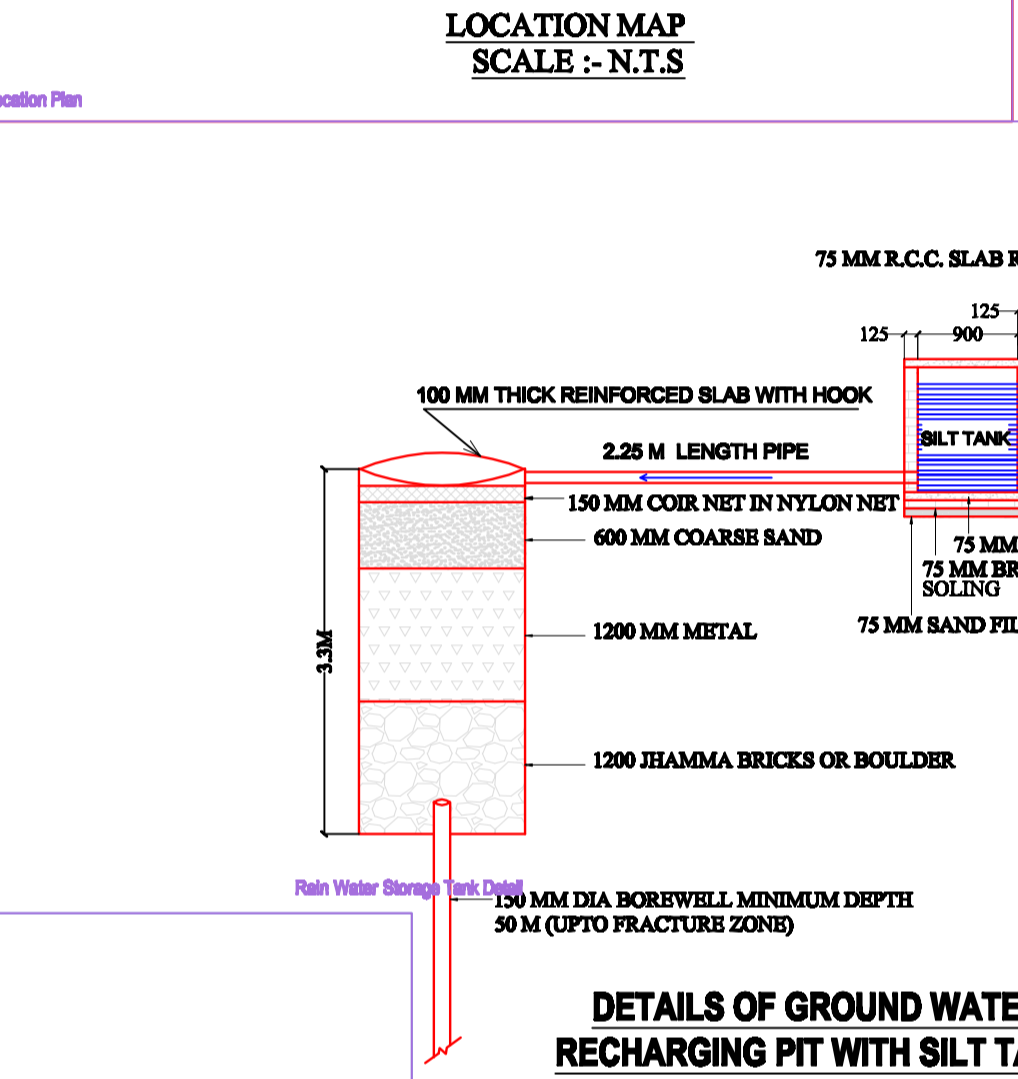 LOCATION MAP
SCALE :- N.T.S
Plan
75 MM R.C.C. SLAB
125
125
900
100 MM THICK REINFORCED SLAB WITH HOOK
SILT TANK
2.25 M LENGTH PIPE
150 MM COIR NET IN NYLON NET
600 MM COARSE SAND
75 MM
75 MM
SOLING
75 MM SAND
1200 MM METAL
3.3M
1200 JHAMMA BRICKS OR BOULDER
Rain Water Storage Tank Detail
150 MM DIA BOREWELL MINIMUM DEPTH
50 M (UPTO FRACTURE ZONE)
DETAILS OF GROUND
RECHARGING PIT WITH SILT